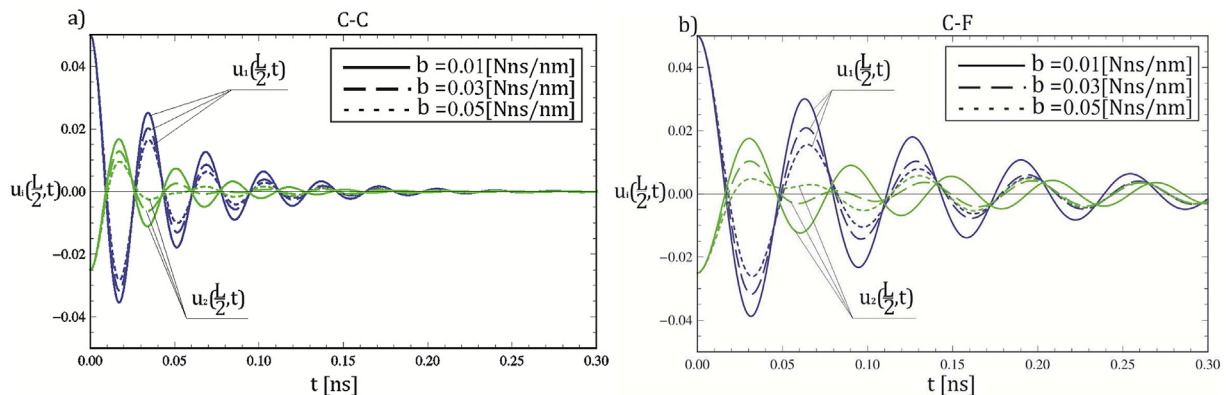 a)
C-C
0.04
0.02
0.00
−0.02
−0.04
uᵢ(L/2,t)
u₁(L/2,t)
b =0.01[Nns/nm]
b =0.03[Nns/nm]
b =0.05[Nns/nm]
u₂(L/2,t)
0.00 0.05 0.10 0.15 0.20 0.25 0.30
t [ns]
b)
C-F
0.04
0.02
0.00
−0.02
−0.04
uᵢ(L/2,t)
u₁(L/2,t)
b =0.01[Nns/nm]
b =0.03[Nns/nm]
b =0.05[Nns/nm]
u₂(L/2,t)
0.00 0.05 0.10 0.15 0.20 0.25 0.30
t [ns]